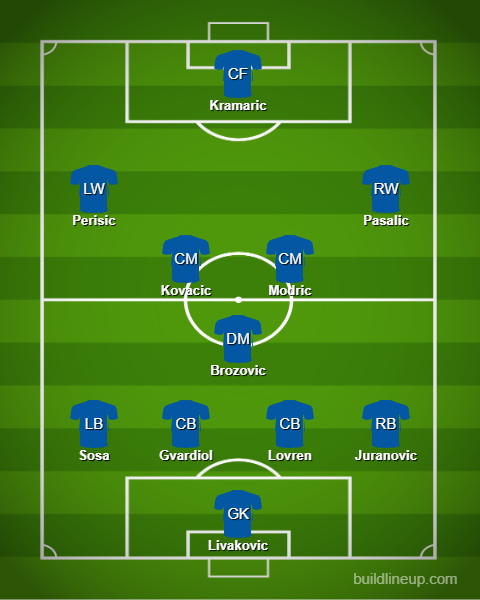 CF
Kramaric
LW
RW
Perisic
Pasalic
CM
CM
Kovacic
Modric
DM
Brozovic
LB
CB
CB
RB
Sosa
Gvardiol
Lovren
Juranovic
GK
Livakovic
buildlineup.com